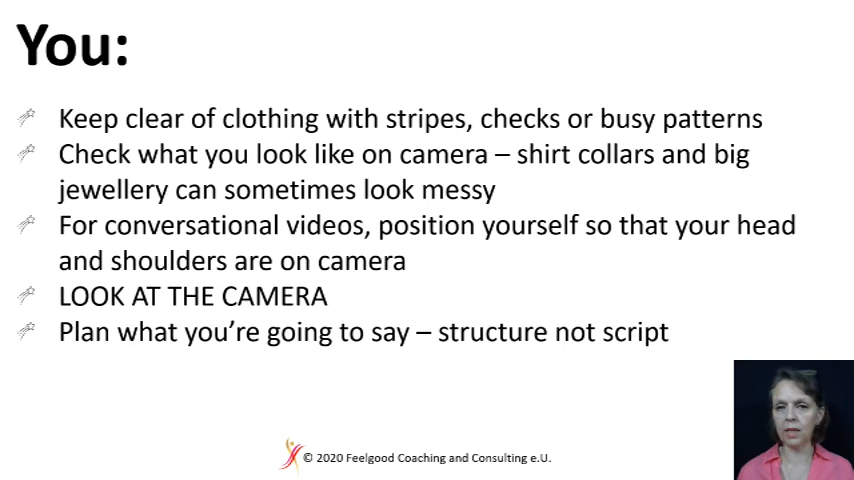 You:
Keep clear of clothing with stripes, checks or busy patterns
Check what you look like on camera – shirt collars and big
jewellery can sometimes look messy
For conversational videos, position yourself so that your head
and shoulders are on camera
LOOK AT THE CAMERA
Plan what you’re going to say – structure not script
© 2020 Feelgood Coaching and Consulting e.U.